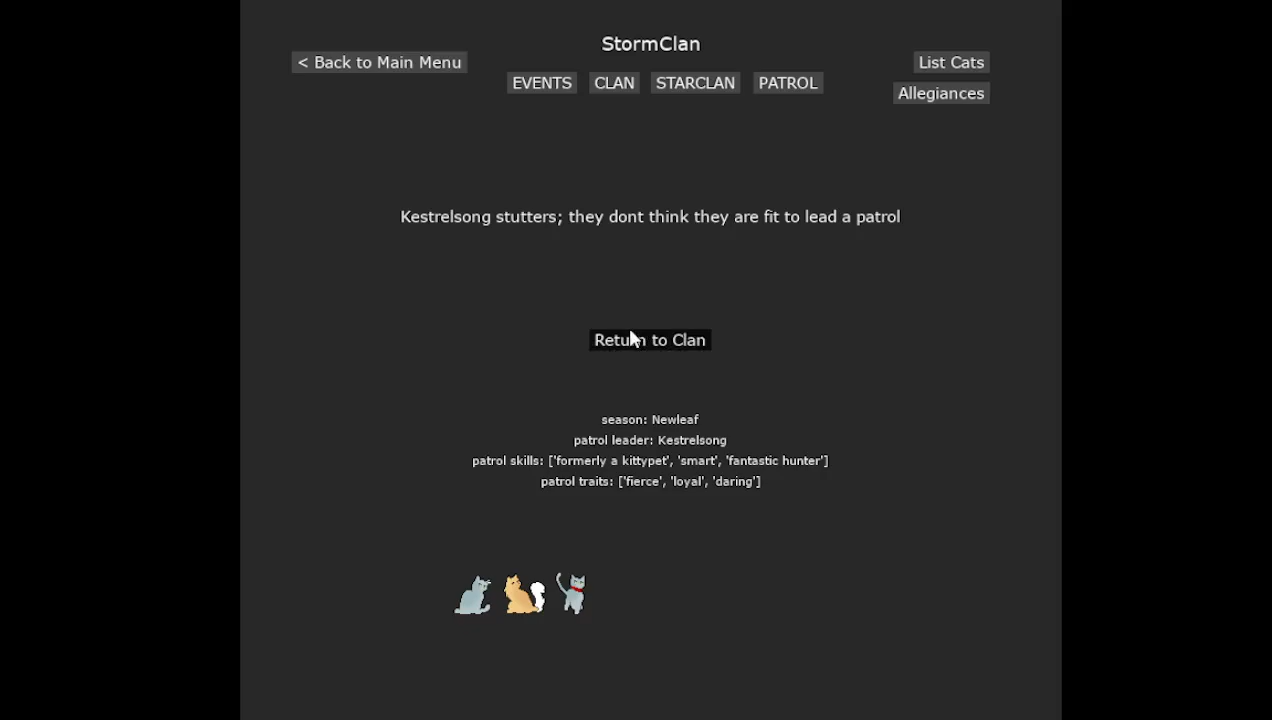 StormClan
< Back to Main Menu
List Cats
EVENTS CLAN STARCLAN PATROL
Allegiances
Kestrelsong stutters; they dont think they are fit to lead a patrol
Return to Clan
season: Newleaf
patrol leader: Kestrelsong
patrol skills: ['formerly a kittypet', 'smart', 'fantastic hunter']
patrol traits: ['fierce', 'loyal', 'daring']